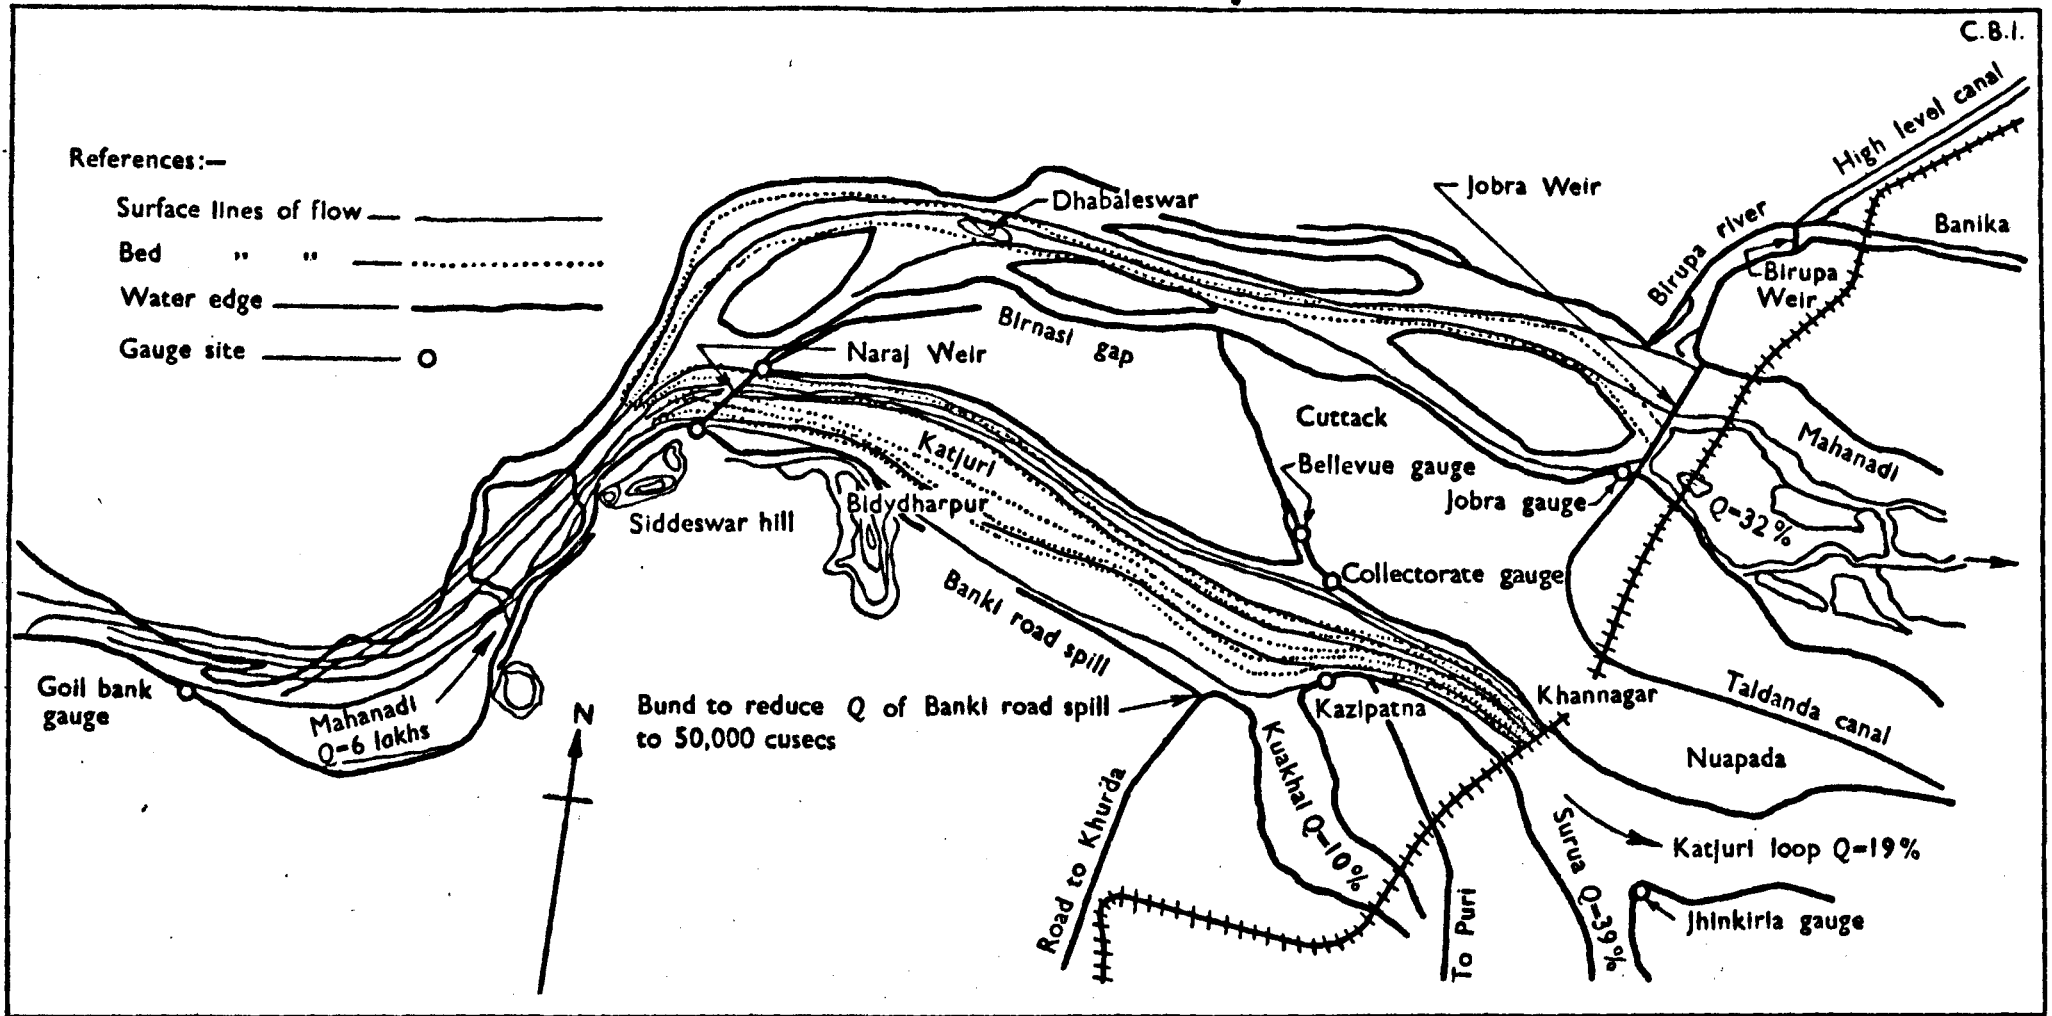 C.B.I.
References:—
Surface lines of flow
Bed " "
Water edge
Gauge site
Dhabaleswar
Jobra Weir
High level canal
Birupa river
Banika
Birupa
Weir
Birnasi gap
Naraj Weir
Cuttack
Mahanadi
Katjuri
Bellevue gauge
Jobra gauge
Q=32%
Siddeswar hill
Bidydharpur
Collectorate gauge
Banki road spill
Goil bank
gauge
Mahanadi
Q=6 lakhs
N
Bund to reduce Q of Banki road spill
to 50,000 cusecs
Kazipatna
Khannagar
Taldanda canal
Nuapada
Kuakhai Q=10%
Road to Khurda
To Puri
Surua Q=39%
Katjuri loop Q=19%
Jhinkiria gauge